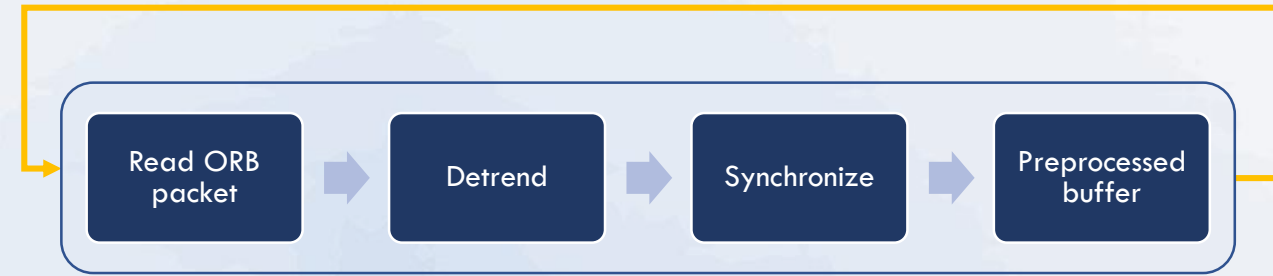 Read ORB
packet
Detrend
Synchronize
Preprocessed
buffer